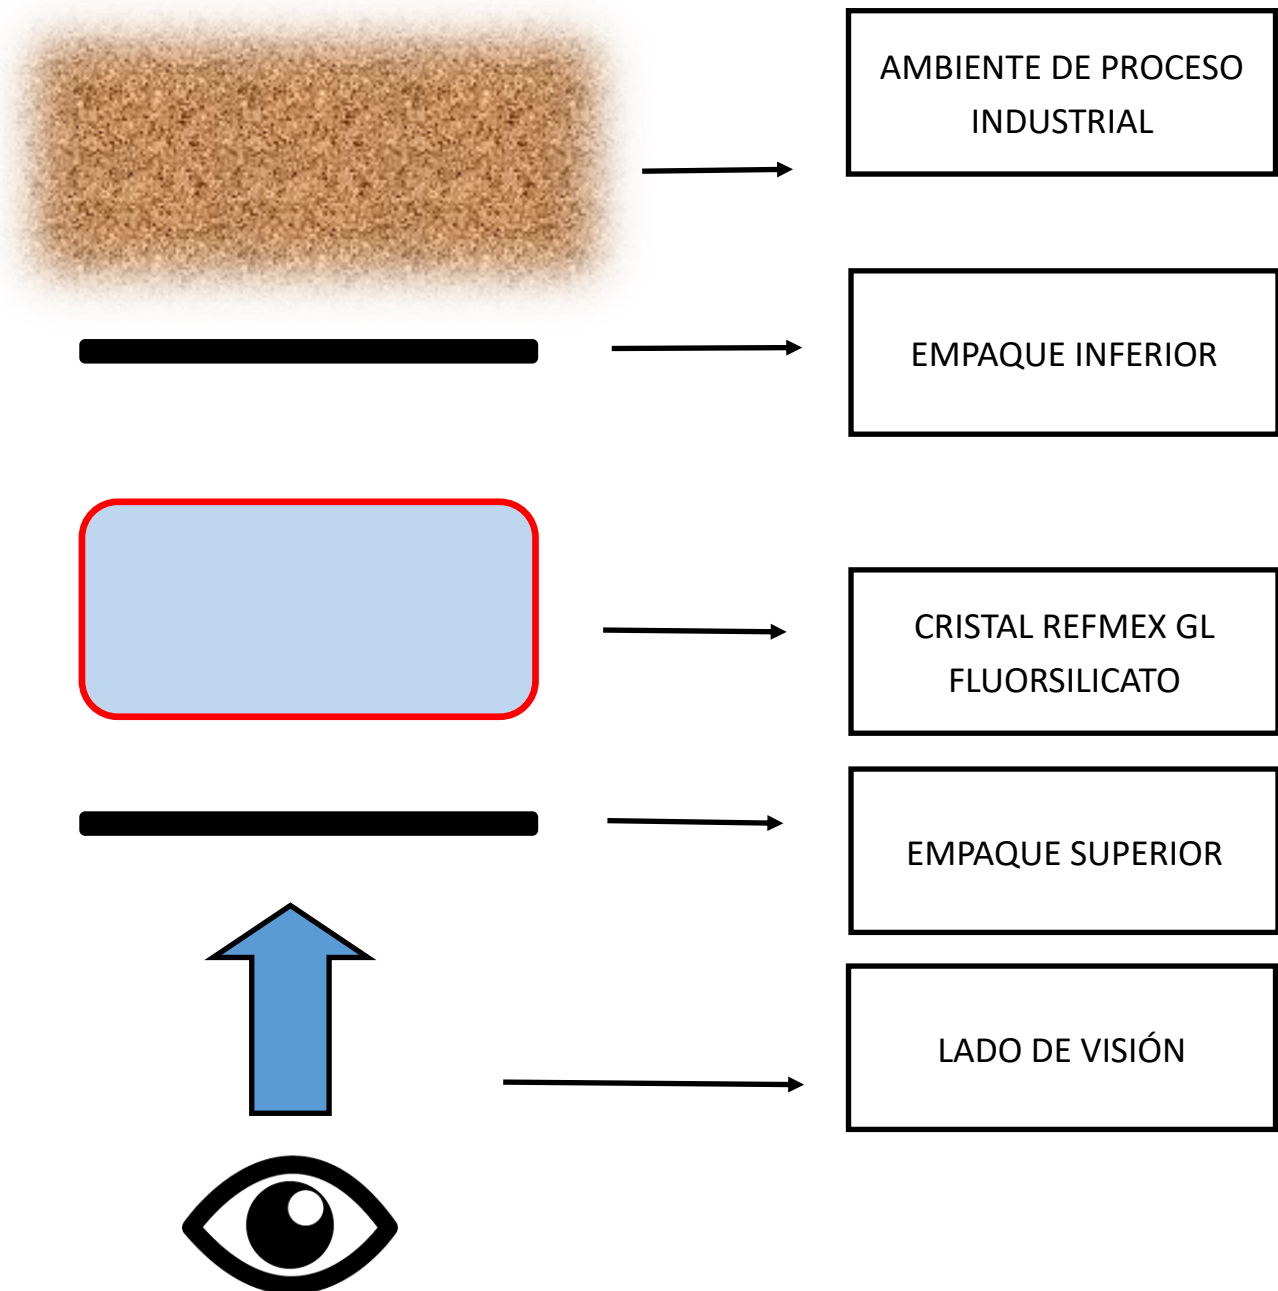 AMBIENTE DE PROCESO
INDUSTRIAL
EMPAQUE INFERIOR
CRISTAL REFMEX GL
FLUORSILICATO
EMPAQUE SUPERIOR
LADO DE VISIÓN